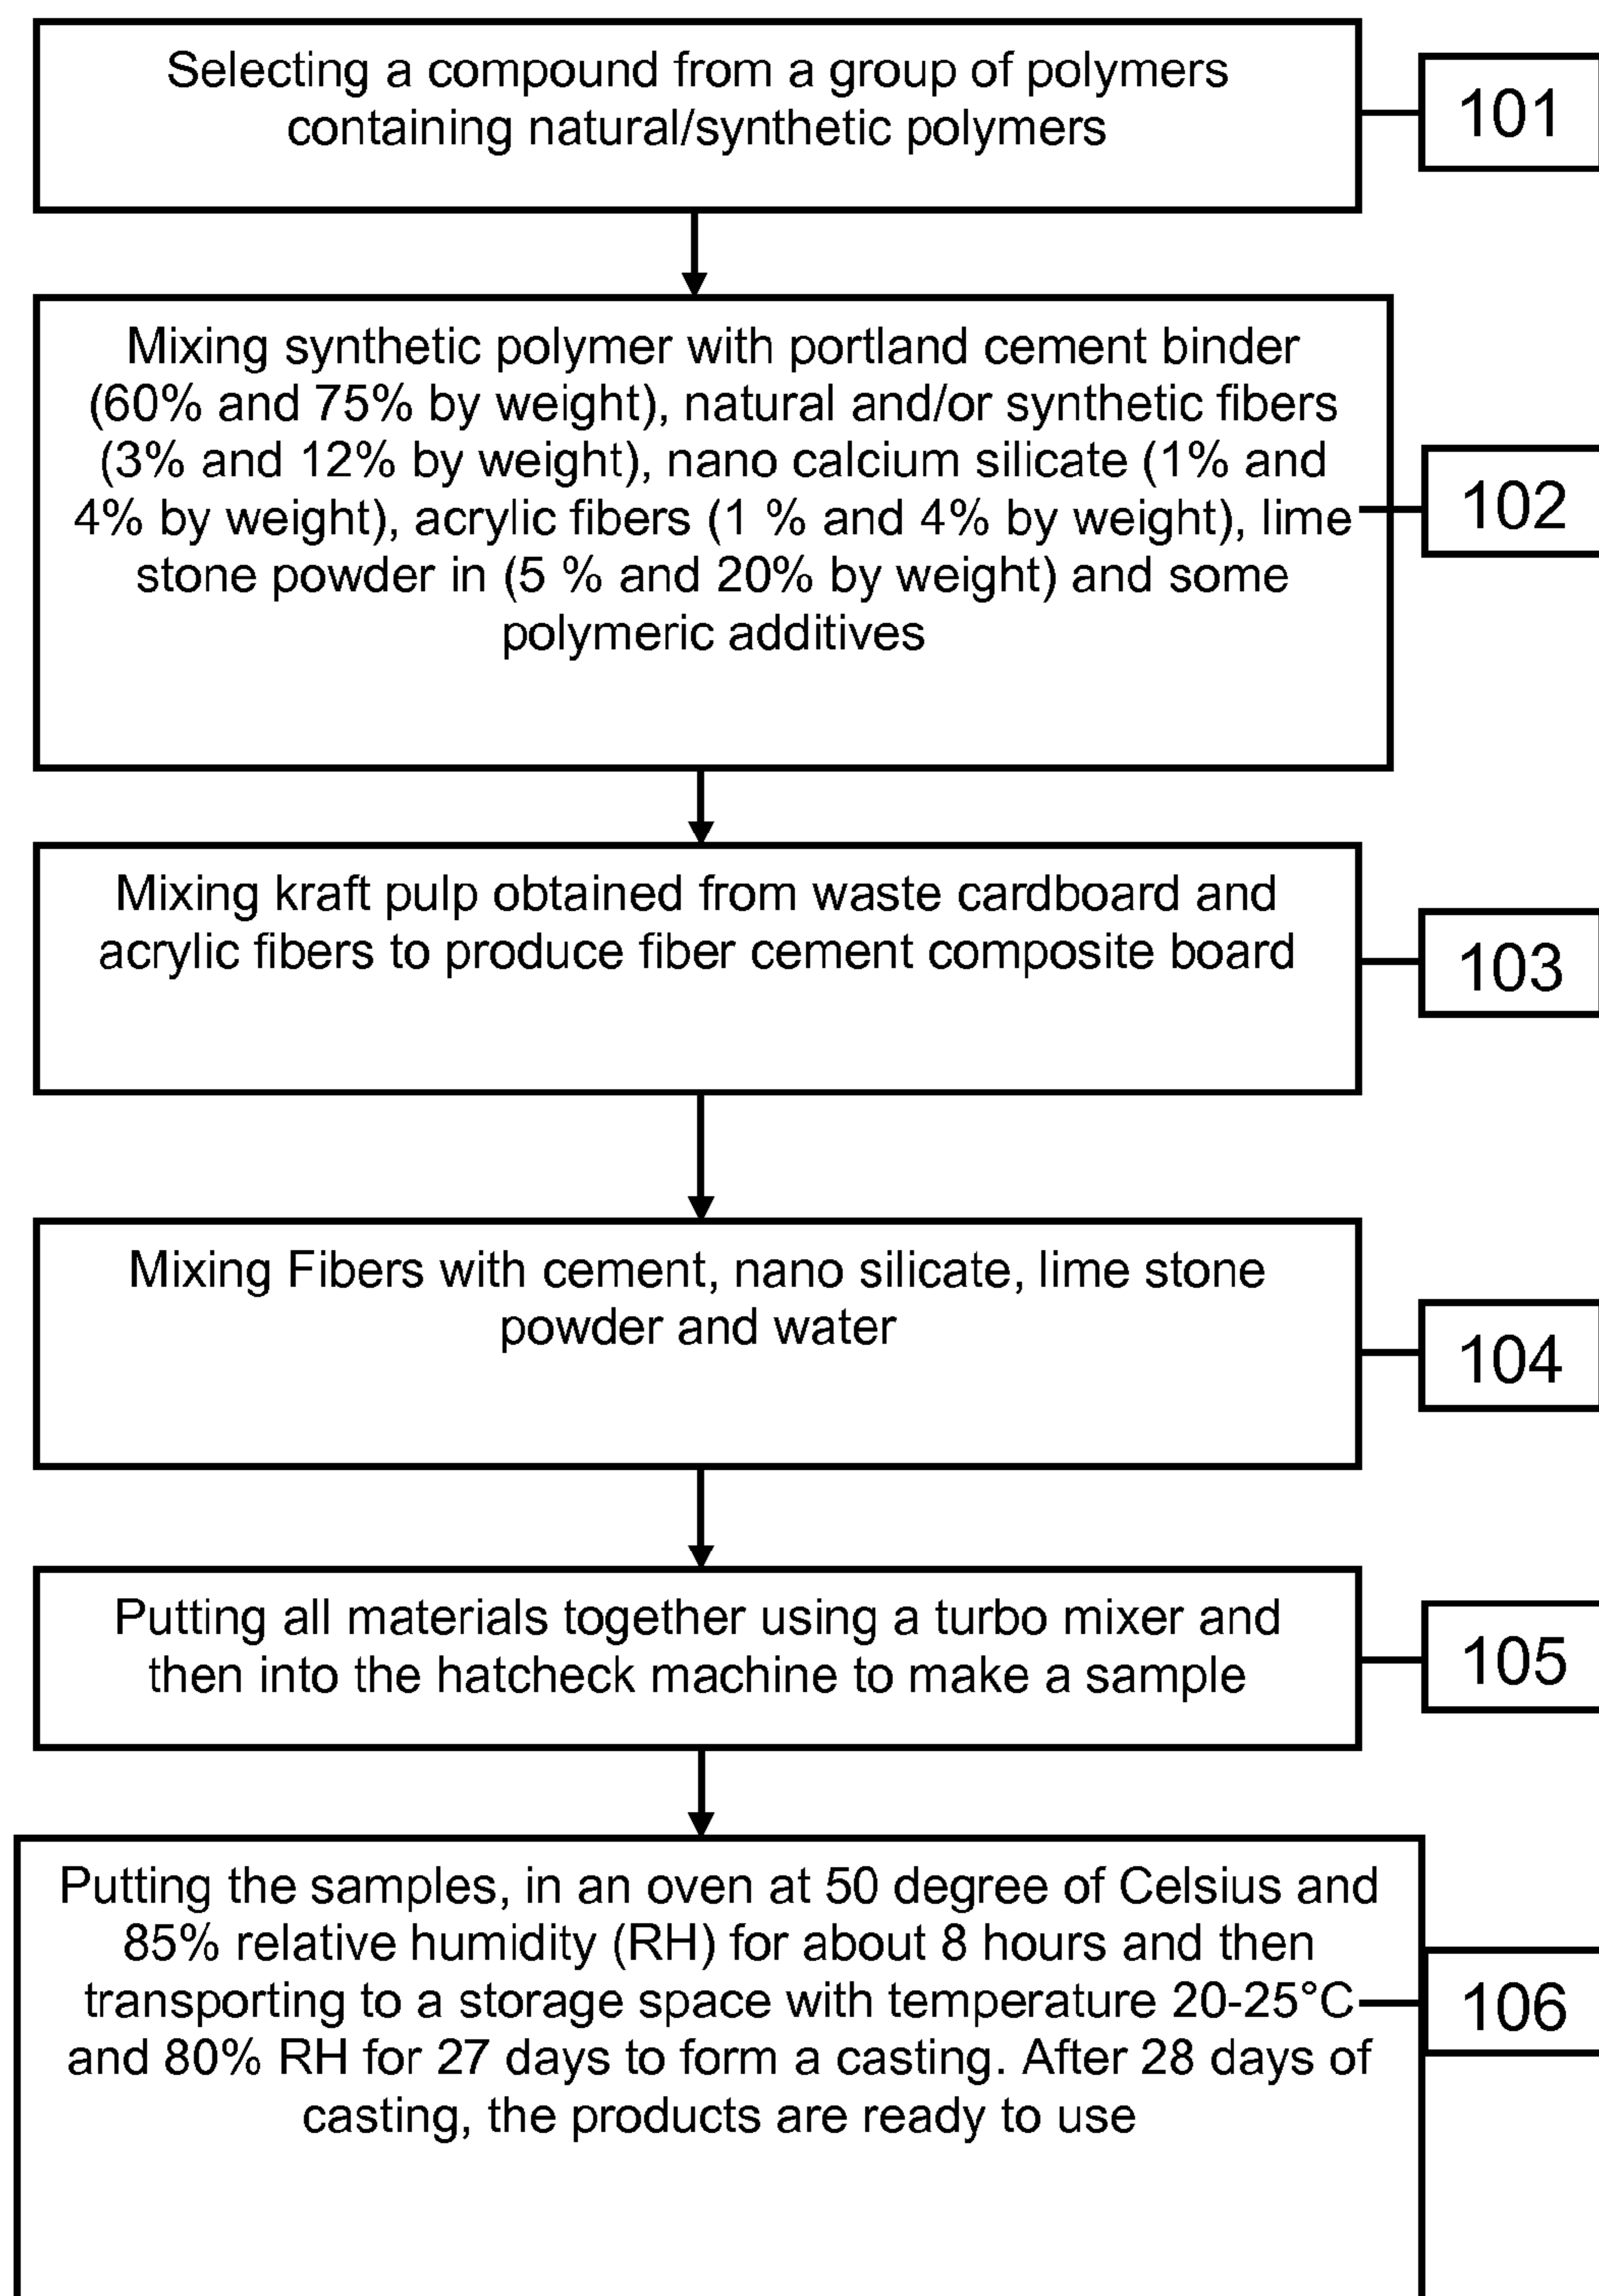 Selecting a compound from a group of polymers
containing natural/synthetic polymers
101
Mixing synthetic polymer with portland cement binder
(60% and 75% by weight), natural and/or synthetic fibers
(3% and 12% by weight), nano calcium silicate (1% and
4% by weight), acrylic fibers (1 % and 4% by weight), lime
stone powder in (5 % and 20% by weight) and some
polymeric additives
102
Mixing kraft pulp obtained from waste cardboard and
acrylic fibers to produce fiber cement composite board
103
Mixing Fibers with cement, nano silicate, lime stone
powder and water
104
Putting all materials together using a turbo mixer and
then into the hatcheck machine to make a sample
105
Putting the samples, in an oven at 50 degree of Celsius and
85% relative humidity (RH) for about 8 hours and then
transporting to a storage space with temperature 20-25°C
and 80% RH for 27 days to form a casting. After 28 days of
casting, the products are ready to use
106